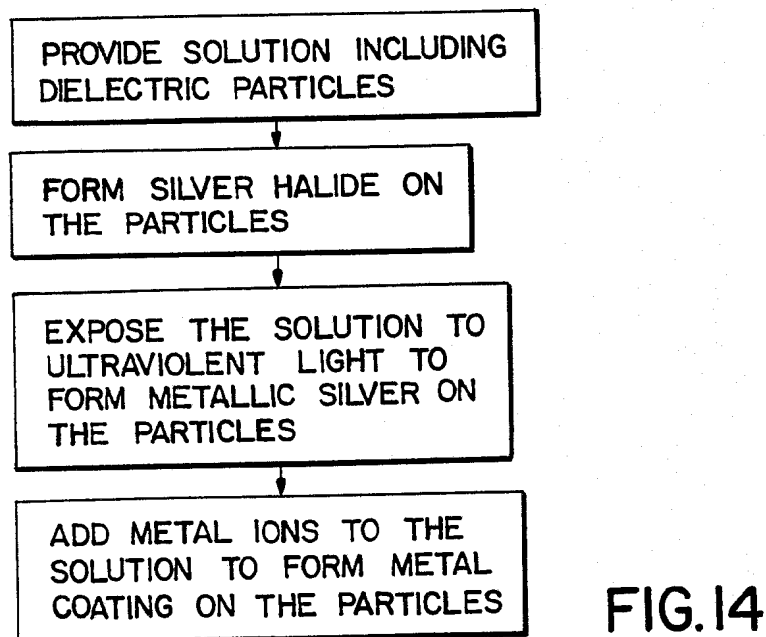 PROVIDE SOLUTION INCLUDING
DIELECTRIC PARTICLES
FORM SILVER HALIDE ON
THE PARTICLES
EXPOSE THE SOLUTION TO
ULTRAVIOLENT LIGHT TO
FORM METALLIC SILVER ON
THE PARTICLES
ADD METAL IONS TO THE
SOLUTION TO FORM METAL
COATING ON THE PARTICLES
FIG.14